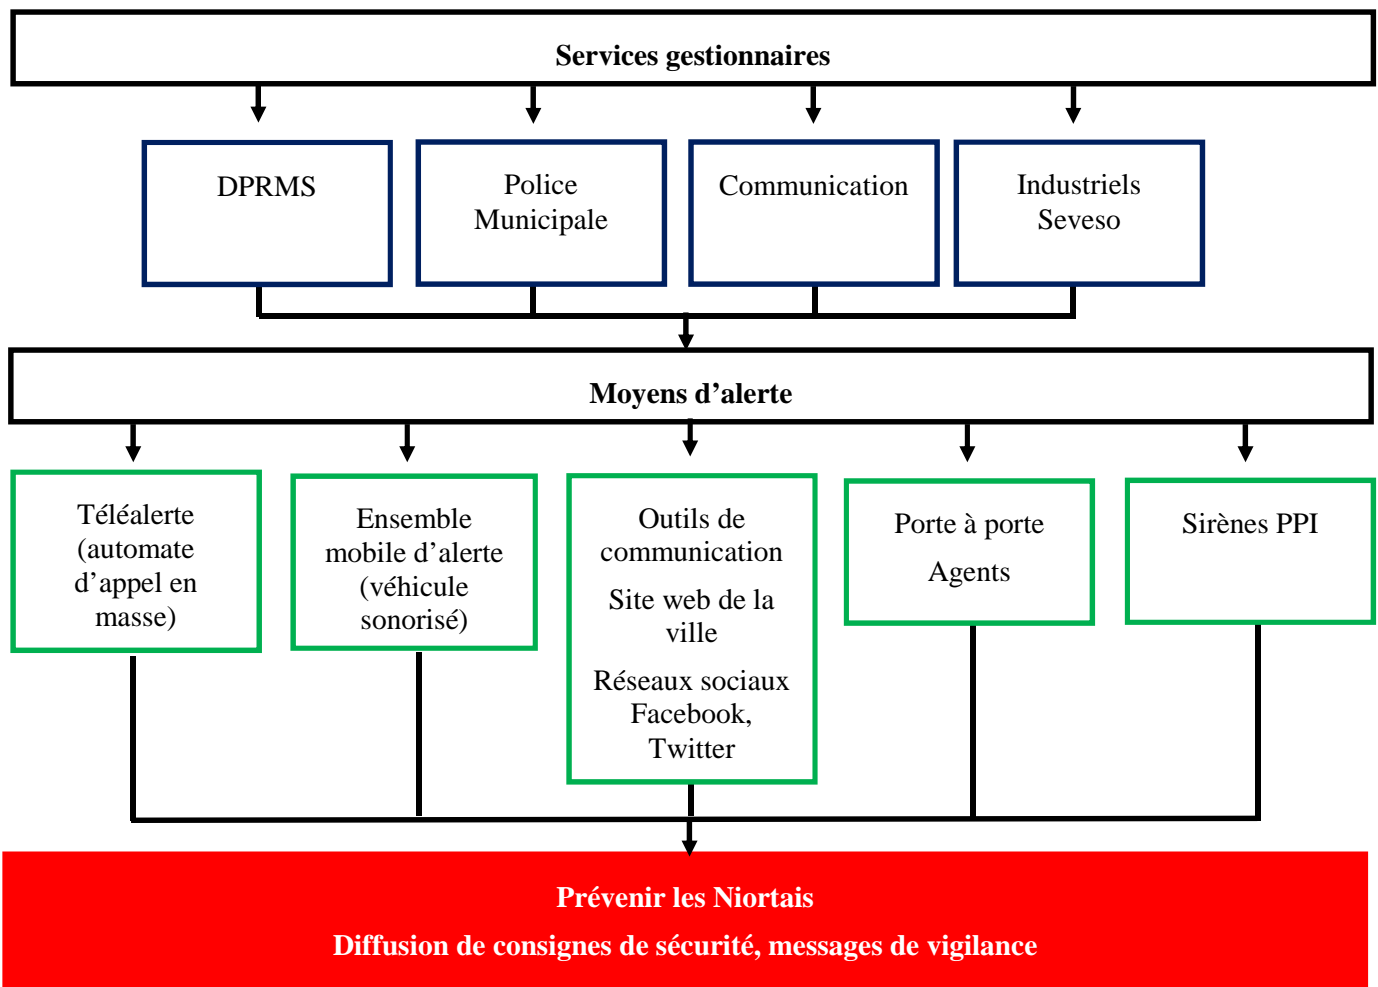 Services gestionnaires
DPRMS
Police
Municipale
Communication
Industriels
Seveso
Moyens d’alerte
Téléalerte
(automate
d’appel en
masse)
Ensemble
mobile d’alerte
(véhicule
sonorisé)
Outils de
communication
Site web de la
ville
Réseaux sociaux
Facebook,
Twitter
Porte à porte
Agents
Sirènes PPI
Prévenir les Niortais
Diffusion de consignes de sécurité, messages de vigilance